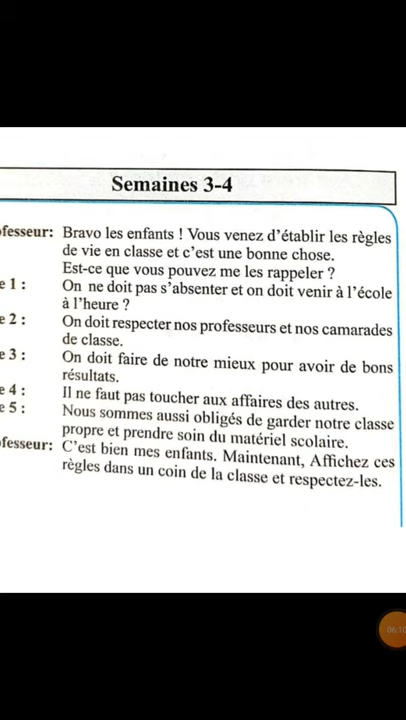 Semaines 3-4
ofesseur: Bravo les enfants ! Vous venez d'établir les règles
de vie en classe et c'est une bonne chose.
Est-ce que vous pouvez me les rappeler ?
e 1 : On ne doit pas s'absenter et on doit venir à l'école
à l'heure ?
e 2 : On doit respecter nos professeurs et nos camarades
de classe.
e 3 : On doit faire de notre mieux pour avoir de bons
résultats.
e 4 : Il ne faut pas toucher aux affaires des autres.
e 5 : Nous sommes aussi obligés de garder notre classe
propre et prendre soin du matériel scolaire.
ofesseur: C'est bien mes enfants. Maintenant, Affichez ces
règles dans un coin de la classe et respectez-les.
06:10